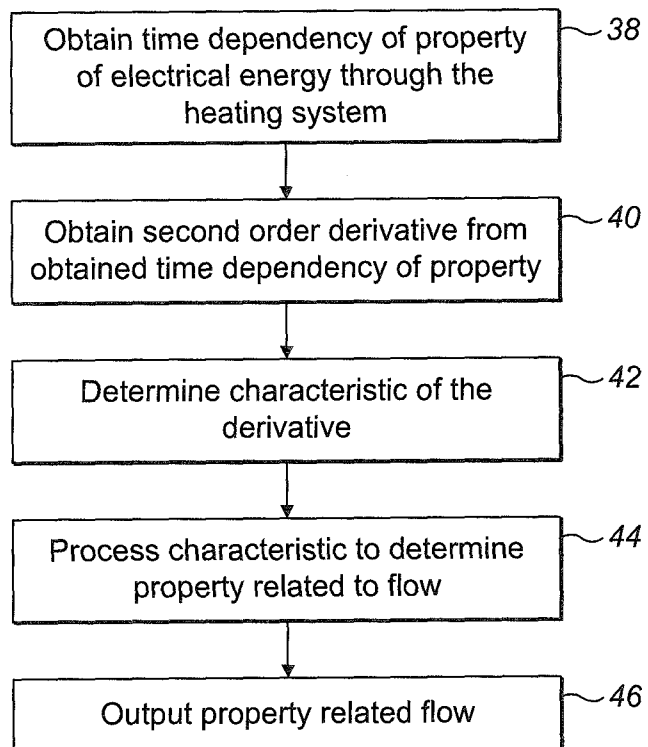 Obtain time dependency of property
of electrical energy through the
heating system
38
Obtain second order derivative from
obtained time dependency of property
40
Determine characteristic of the
derivative
42
Process characteristic to determine
property related to flow
44
Output property related flow
46